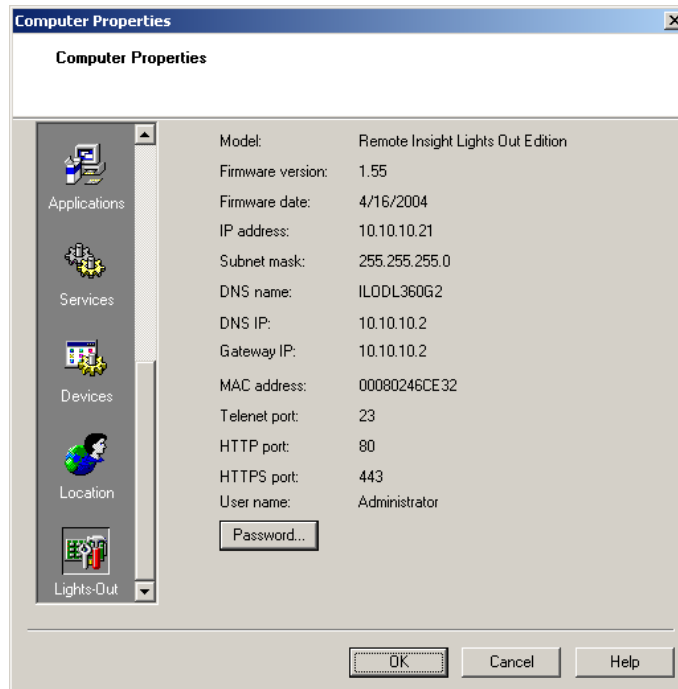 Computer Properties
Computer Properties
Applications
Services
Devices
Location
Lights-Out
Model: Remote Insight Lights Out Edition
Firmware version: 1.55
Firmware date: 4/16/2004
IP address: 10.10.10.21
Subnet mask: 255.255.255.0
DNS name: ILODL360G2
DNS IP: 10.10.10.2
Gateway IP: 10.10.10.2
MAC address: 00080246CE32
Telenet port: 23
HTTP port: 80
HTTPS port: 443
User name: Administrator
Password...
OK Cancel Help